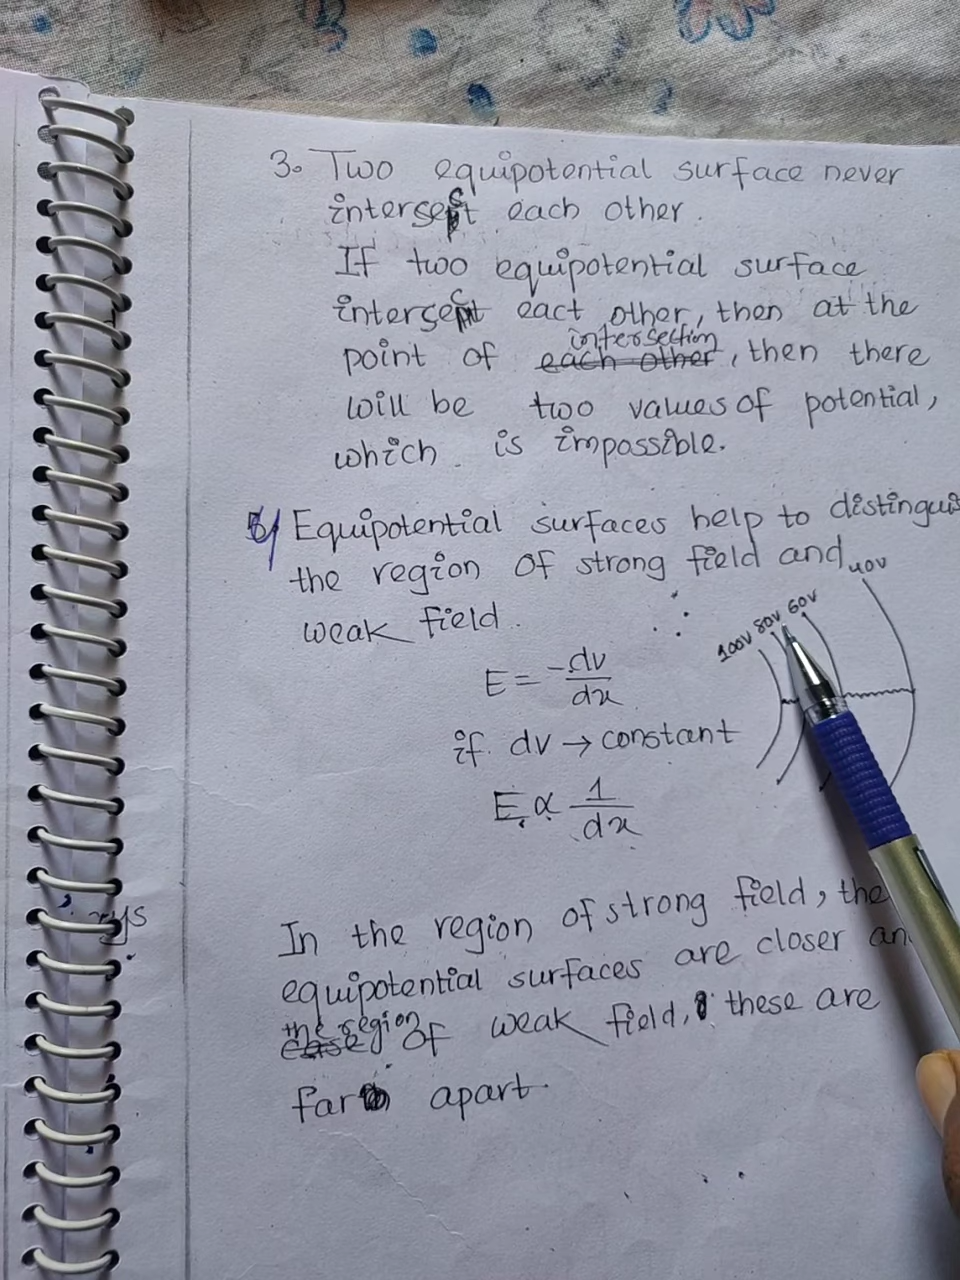 3. Two equipotential surface never
intersect each other.
If two equipotential surface
intersect eact other, then at the
intersection
point of each other, then there
will be two values of potential,
which is impossible.
Equipotential surfaces help to distinguis
the region of strong field and
weak field.
40V
100V 80V 60V
E = -dv/dx
if dv → constant
E ∝ 1/dx
ys
In the region of strong field, the
equipotential surfaces are closer an
the region
of weak field, these are
far apart.